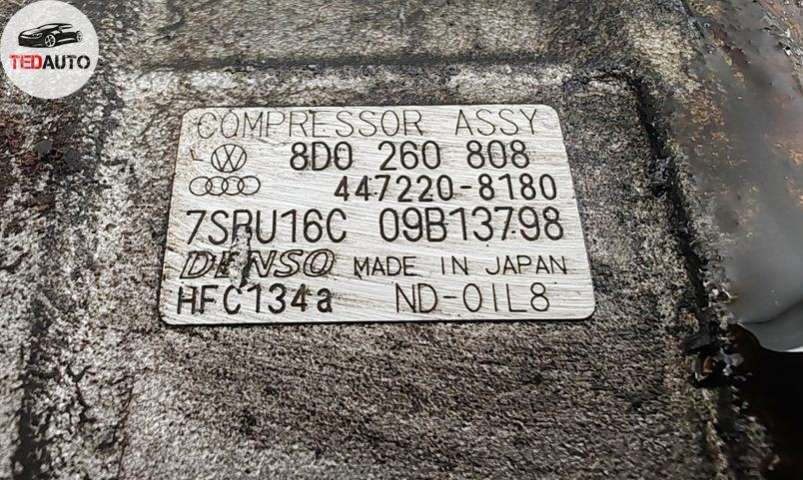 TEDAUTO
COMPRESSOR ASSY
8D0 260 808
447220-8180
7SBU16C 09B13798
DENSO MADE IN JAPAN
HFC134a ND-OIL8